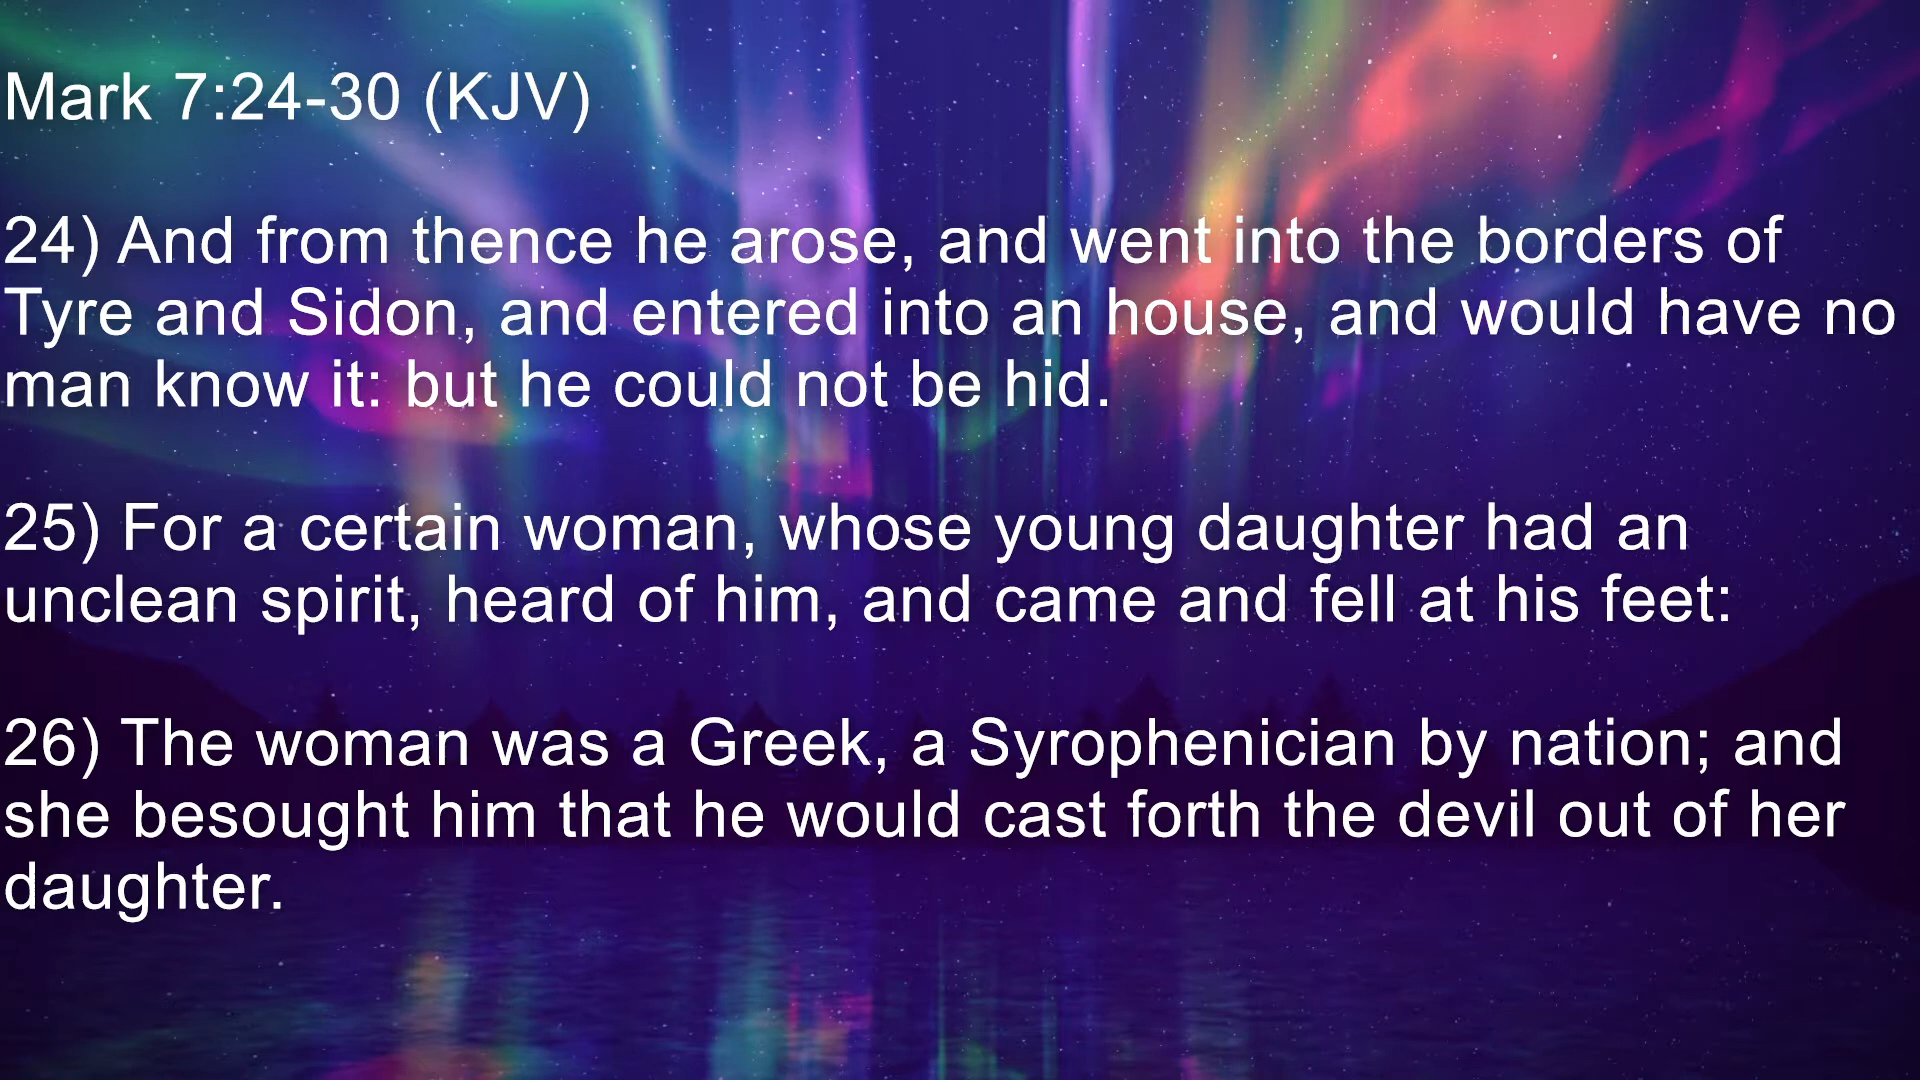 Mark 7:24-30 (KJV)
24) And from thence he arose, and went into the borders of
Tyre and Sidon, and entered into an house, and would have no
man know it: but he could not be hid.
25) For a certain woman, whose young daughter had an
unclean spirit, heard of him, and came and fell at his feet:
26) The woman was a Greek, a Syrophenician by nation; and
she besought him that he would cast forth the devil out of her
daughter.